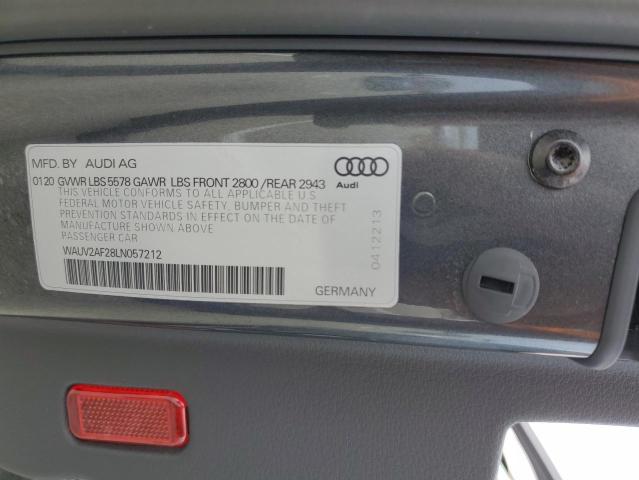 MFD. BY AUDI AG
0120 GVWR LBS 5578 GAWR LBS FRONT 2800 /REAR 2943
THIS VEHICLE CONFORMS TO ALL APPLICABLE U S
FEDERAL MOTOR VEHICLE SAFETY, BUMPER AND THEFT
PREVENTION STANDARDS IN EFFECT ON THE DATE OF
MANUFACTURE SHOWN ABOVE
PASSENGER CAR
WAUV2AF28LN057212
Audi
0412213
GERMANY